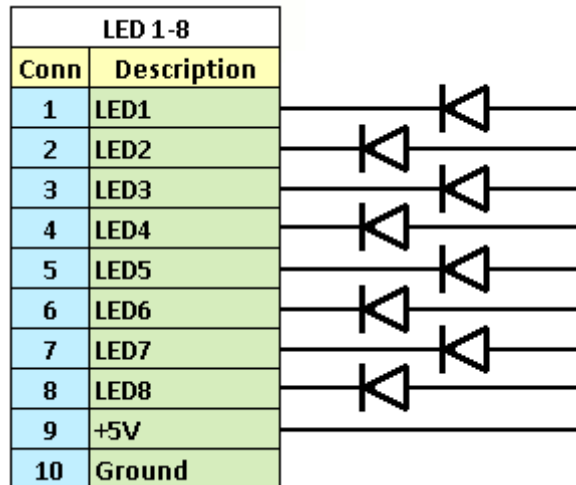 LED 1-8
Conn Description
1 LED1
2 LED2
3 LED3
4 LED4
5 LED5
6 LED6
7 LED7
8 LED8
9 +5V
10 Ground